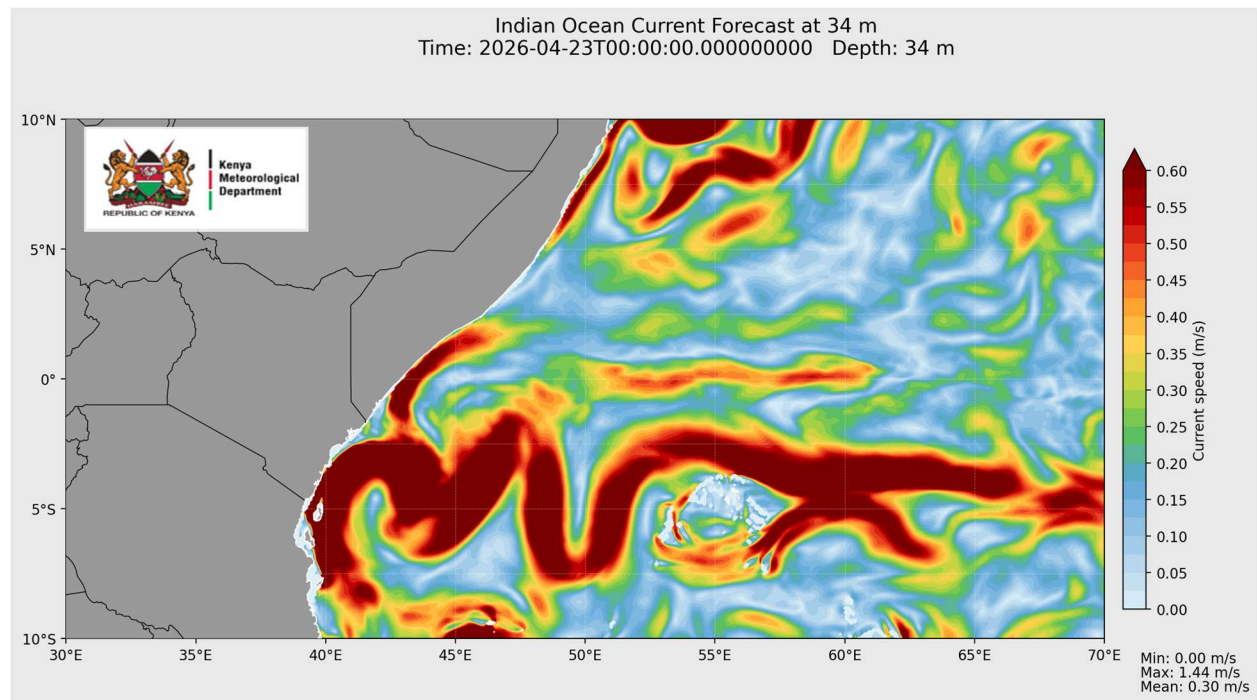 Indian Ocean Current Forecast at 34 m
Time: 2026-04-23T00:00:00.000000000   Depth: 34 m
10°N
5°N
0°
5°S
10°S
30°E
35°E
40°E
45°E
50°E
55°E
60°E
65°E
70°E
Kenya
Meteorological
Department
REPUBLIC OF KENYA
0.60
0.55
0.50
0.45
0.40
0.35
0.30
0.25
0.20
0.15
0.10
0.05
0.00
Current speed (m/s)
Min: 0.00 m/s
Max: 1.44 m/s
Mean: 0.30 m/s